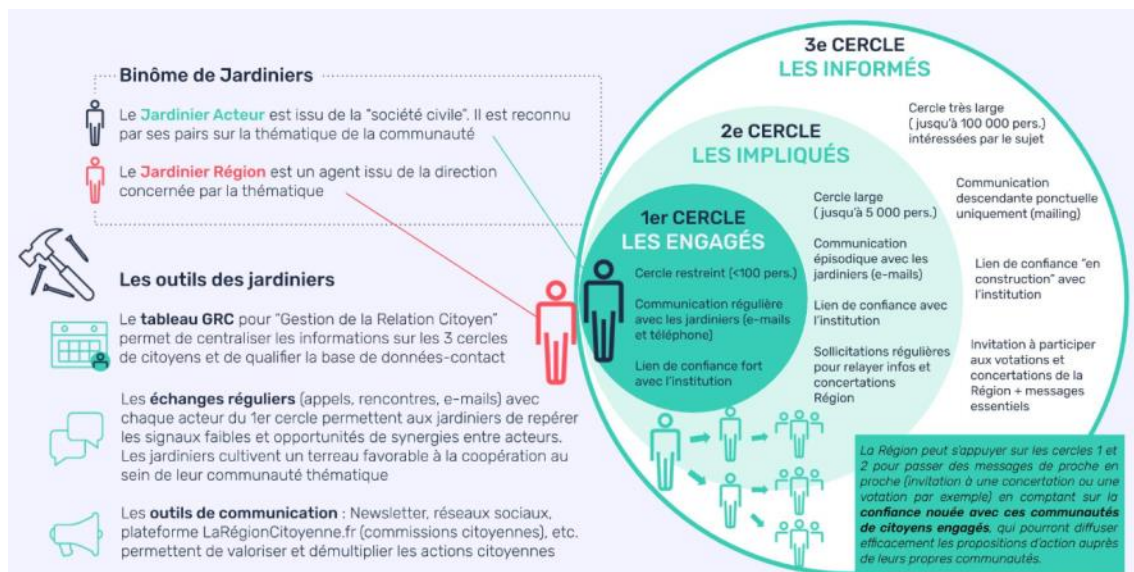 Binôme de Jardiniers
Le Jardinier Acteur est issu de la "société civile". Il est reconnu
par ses pairs sur la thématique de la communauté
Le Jardinier Région est un agent issu de la direction
concernée par la thématique
Les outils des jardiniers
Le tableau GRC pour "Gestion de la Relation Citoyen"
permet de centraliser les informations sur les 3 cercles
de citoyens et de qualifier la base de données-contact
Les échanges réguliers (appels, rencontres, e-mails) avec
chaque acteur du 1er cercle permettent aux jardiniers de repérer
les signaux faibles et opportunités de synergies entre acteurs.
Les jardiniers cultivent un terreau favorable à la coopération au
sein de leur communauté thématique
Les outils de communication : Newsletter, réseaux sociaux,
plateforme LaRégionCitoyenne.fr (commissions citoyennes), etc.
permettent de valoriser et démultiplier les actions citoyennes
1er CERCLE
LES ENGAGÉS
Cercle restreint (<100 pers.)
Communication régulière
avec les jardiniers (e-mails
et téléphone)
Lien de confiance fort
avec l'institution
2e CERCLE
LES IMPLIQUÉS
Cercle large
( jusqu'à 5 000 pers.)
Communication
épisodique avec les
jardiniers (e-mails)
Lien de confiance avec
l'institution
Sollicitations régulières
pour relayer infos et
concertations
Région
3e CERCLE
LES INFORMÉS
Cercle très large
( jusqu'à 100 000 pers.)
intéressées par le sujet
Communication
descendante ponctuelle
uniquement (mailing)
Lien de confiance "en
construction" avec
l'institution
Invitation à participer
aux votations et
concertations de la
Région + messages
essentiels
La Région peut s'appuyer sur les cercles 1 et
2 pour passer des messages de proche en
proche (invitation à une concertation ou une
votation par exemple) en comptant sur la
confiance nouée avec ces communautés
de citoyens engagés, qui pourront diffuser
efficacement les propositions d'action auprès
de leurs propres communautés.